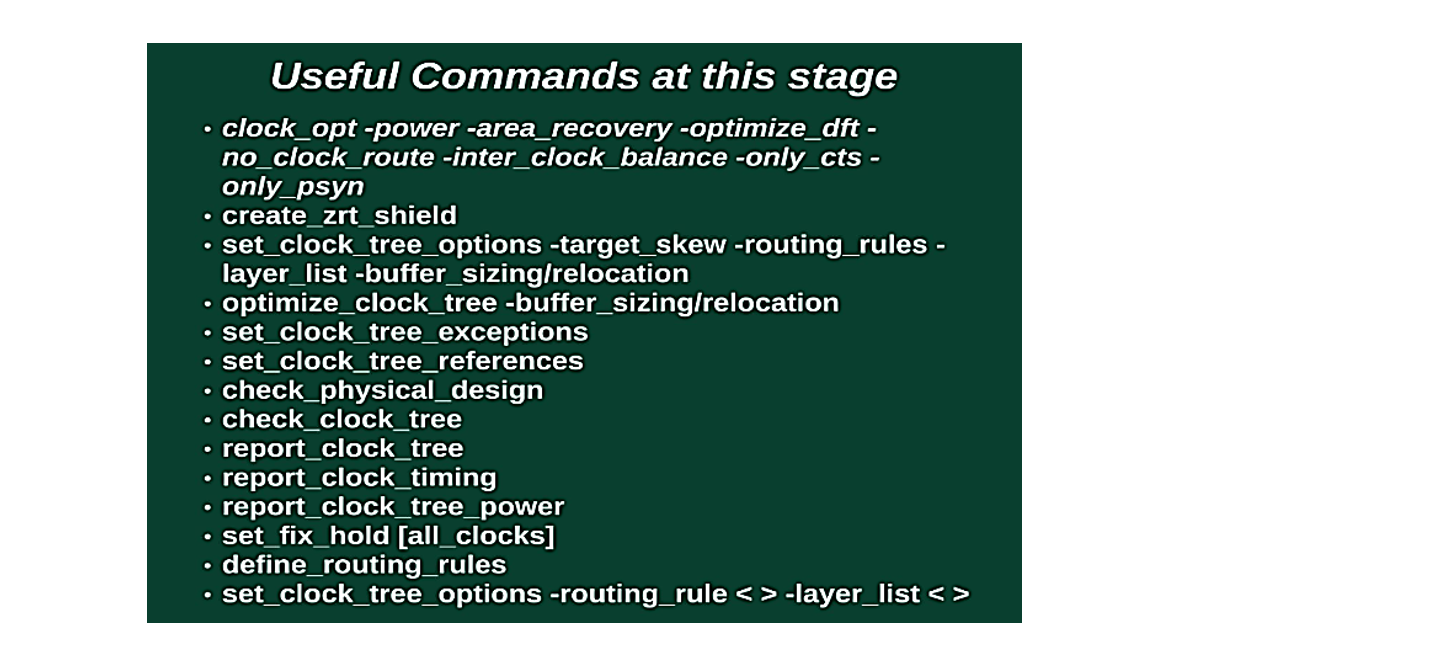 Useful Commands at this stage
• clock_opt -power -area_recovery -optimize_dft -
no_clock_route -inter_clock_balance -only_cts -
only_psyn
• create_zrt_shield
• set_clock_tree_options -target_skew -routing_rules -
layer_list -buffer_sizing/relocation
• optimize_clock_tree -buffer_sizing/relocation
• set_clock_tree_exceptions
• set_clock_tree_references
• check_physical_design
• check_clock_tree
• report_clock_tree
• report_clock_timing
• report_clock_tree_power
• set_fix_hold [all_clocks]
• define_routing_rules
• set_clock_tree_options -routing_rule < > -layer_list < >